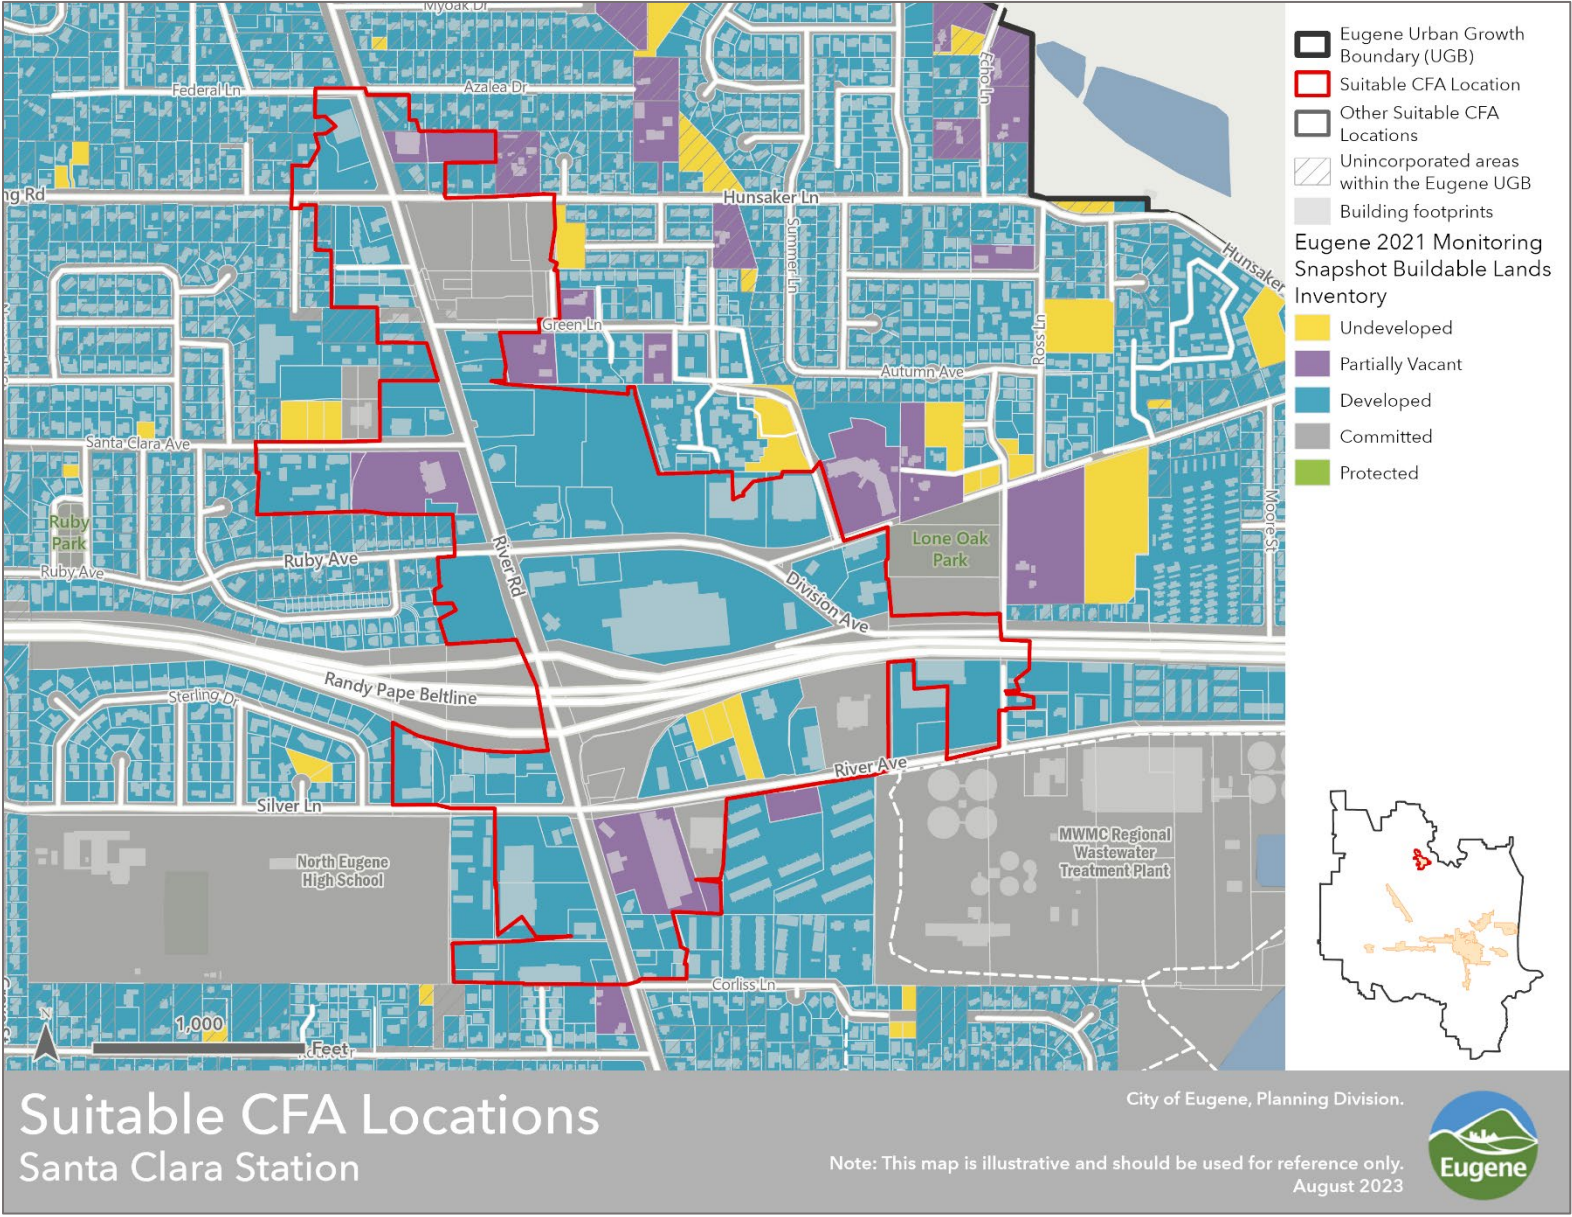 Myoak Dr
Federal Ln
Azalea Dr
Echo Ln
ng Rd
Hunsaker Ln
Summer Ln
Hunsaker
Green Ln
Ross Ln
Autumn Ave
Santa Clara Ave
Moore St
Ruby
Park
Ruby Ave
Ruby Ave
River Rd
Lone Oak
Park
Division Ave
Randy Pape Beltline
Sterling Dr
River Ave
Silver Ln
North Eugene
High School
MWMC Regional
Wastewater
Treatment Plant
Corliss Ln
N
1,000
Feet
Eugene Urban Growth
Boundary (UGB)
Suitable CFA Location
Other Suitable CFA
Locations
Unincorporated areas
within the Eugene UGB
Building footprints
Eugene 2021 Monitoring
Snapshot Buildable Lands
Inventory
Undeveloped
Partially Vacant
Developed
Committed
Protected
Suitable CFA Locations
Santa Clara Station
City of Eugene, Planning Division.
Note: This map is illustrative and should be used for reference only.
August 2023
Eugene